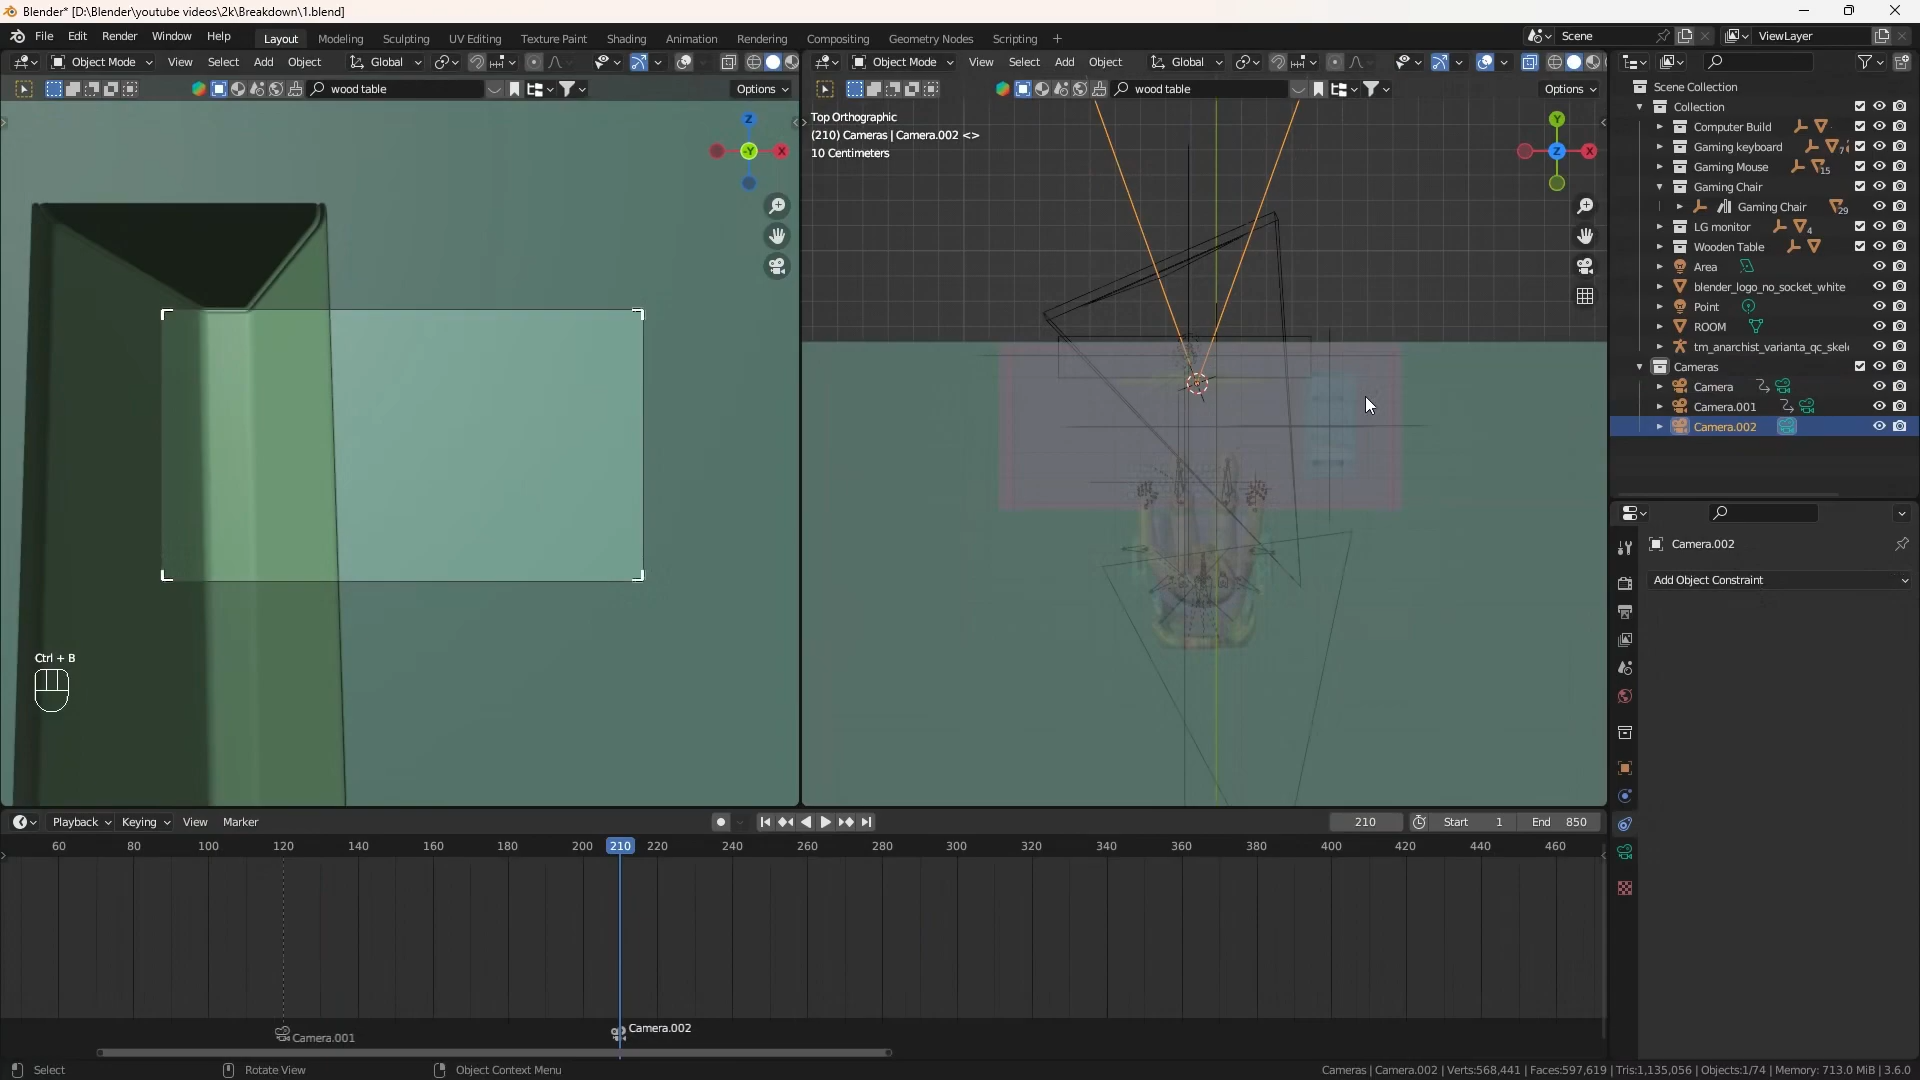 Blender* [D:\Blender\youtube videos\2k\Breakdown\1.blend]
File Edit Render Window Help Layout Modeling Sculpting UV Editing Texture Paint Shading Animation Rendering Compositing Geometry Nodes Scripting + Scene ViewLayer
Object Mode View Select Add Object Global
wood table Options
Z
-Y X
Ctrl + B
Object Mode View Select Add Object Global
wood table Options
Top Orthographic
(210) Cameras | Camera.002 <>
10 Centimeters
Y
Z X
Scene Collection
Collection
Computer Build
Gaming keyboard 7
Gaming Mouse 15
Gaming Chair
Gaming Chair 29
LG monitor 4
Wooden Table
Area
blender_logo_no_socket_white
Point
ROOM
tm_anarchist_varianta_qc_skel
Cameras
Camera
Camera.001
Camera.002
Camera.002
Add Object Constraint
Playback Keying View Marker 210 Start 1 End 850
60 80 100 120 140 160 180 200 210 220 240 260 280 300 320 340 360 380 400 420 440 460
Camera.001 Camera.002
Select Rotate View Object Context Menu Cameras | Camera.002 | Verts:568,441 | Faces:597,619 | Tris:1,135,056 | Objects:1/74 | Memory: 713.0 MiB | 3.6.0